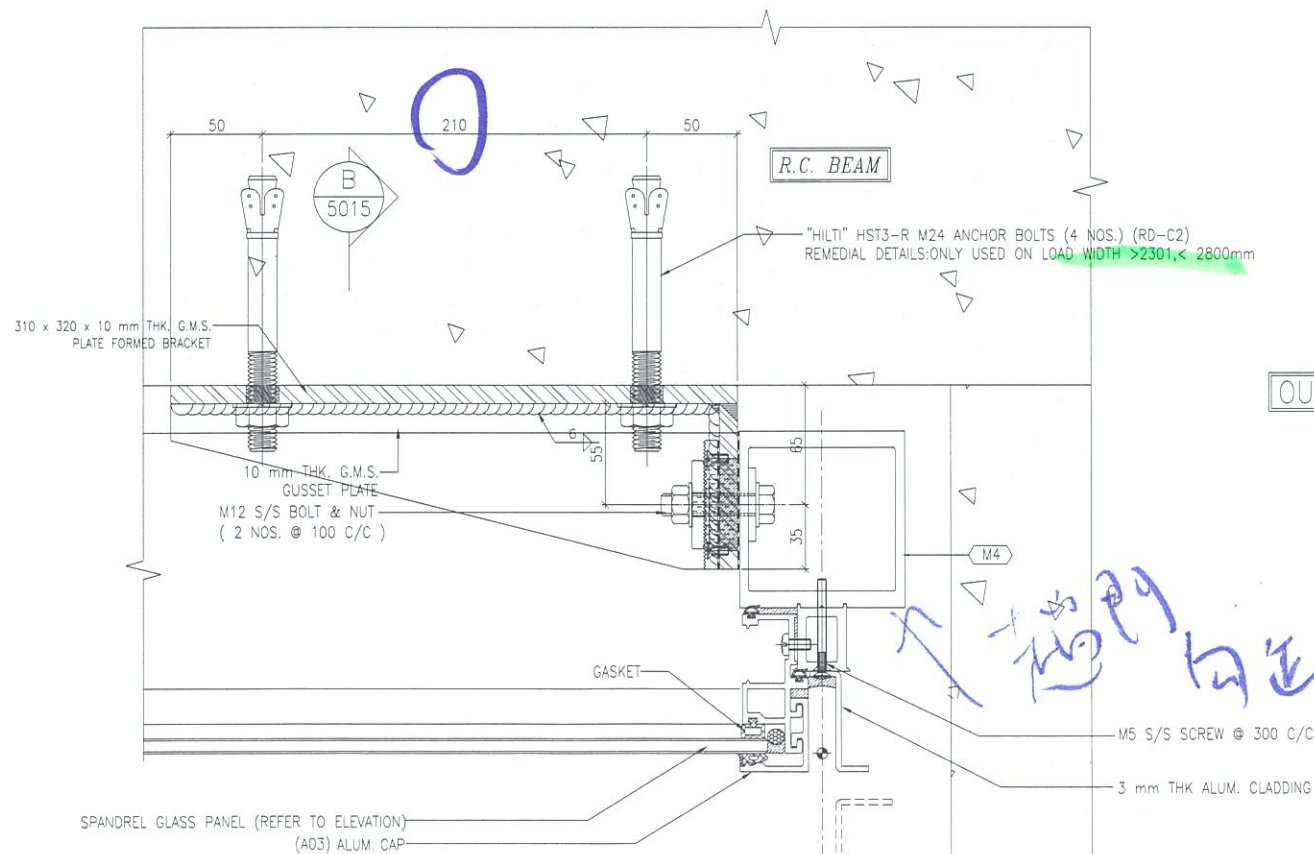 50
210
50
B
5015
R.C. BEAM
"HILTI" HST3-R M24 ANCHOR BOLTS (4 NOS.) (RD-C2)
REMEDIAL DETAILS:ONLY USED ON LOAD WIDTH >2301,< 2800mm
310 x 320 x 10 mm THK. G.M.S.
PLATE FORMED BRACKET
OU
6
55
65
10 mm THK. G.M.S.
GUSSET PLATE
M12 S/S BOLT & NUT
( 2 NOS. @ 100 C/C )
35
M4
GASKET
M5 S/S SCREW @ 300 C/C
3 mm THK ALUM. CLADDING
SPANDREL GLASS PANEL (REFER TO ELEVATION)
(A03) ALUM. CAP